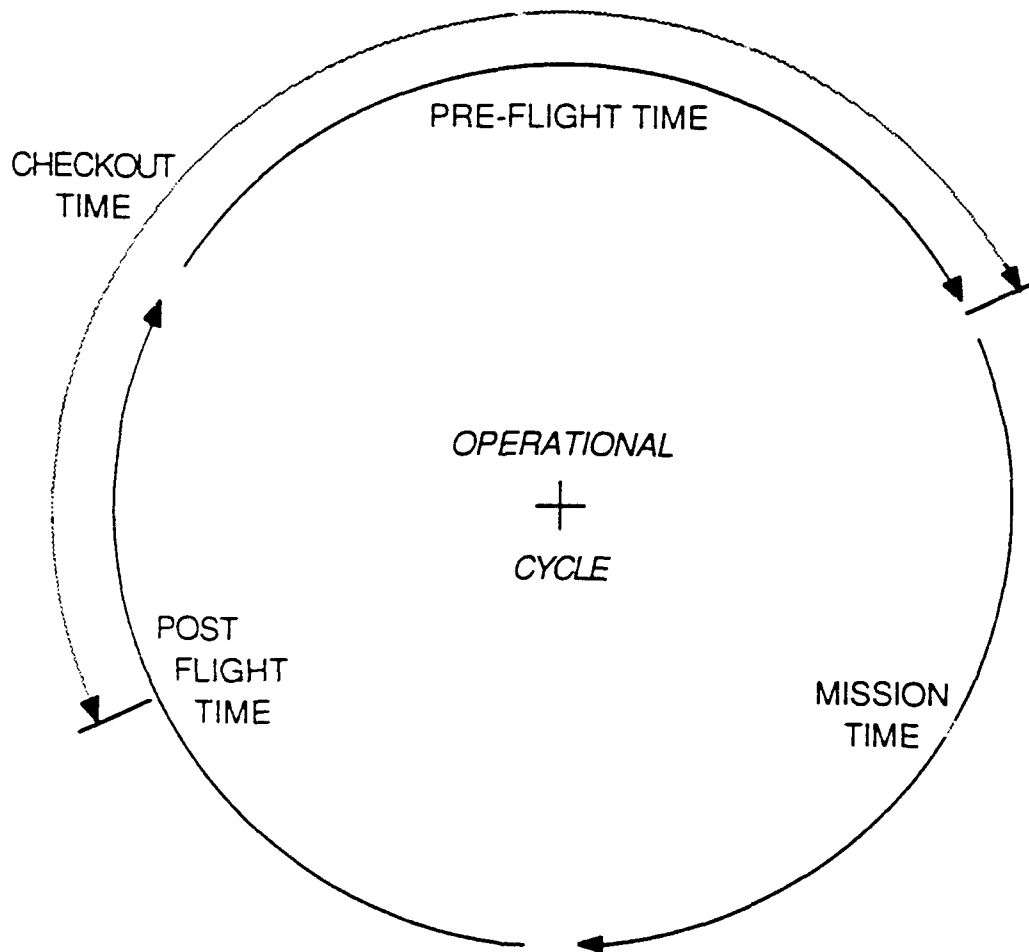 PRE-FLIGHT TIME
CHECKOUT
TIME
OPERATIONAL
CYCLE
POST
FLIGHT
TIME
MISSION
TIME